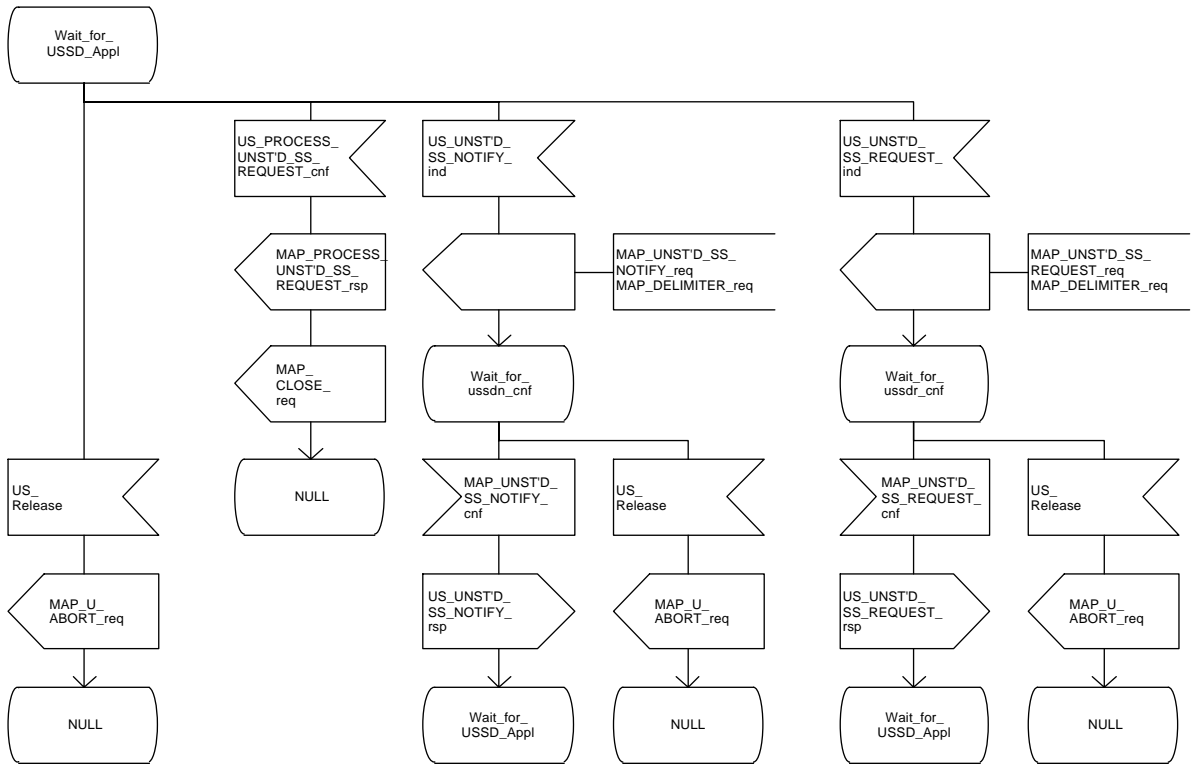 Wait_for_
USSD_Appl
US_PROCESS_
UNST'D_SS_
REQUEST_cnf
US_UNST'D_
SS_NOTIFY_
ind
US_UNST'D_
SS_REQUEST_
ind
MAP_PROCESS_
UNST'D_SS_
REQUEST_rsp
MAP_UNST'D_SS_
NOTIFY_req
MAP_DELIMITER_req
MAP_UNST'D_SS_
REQUEST_req
MAP_DELIMITER_req
MAP_
CLOSE_
req
Wait_for_
ussdn_cnf
Wait_for_
ussdr_cnf
US_
Release
NULL
MAP_UNST'D_
SS_NOTIFY_
cnf
US_
Release
MAP_UNST'D_
SS_REQUEST_
cnf
US_
Release
MAP_U_
ABORT_req
US_UNST'D_
SS_NOTIFY_
rsp
MAP_U_
ABORT_req
US_UNST'D_
SS_REQUEST_
rsp
MAP_U_
ABORT_req
NULL
Wait_for_
USSD_Appl
NULL
Wait_for_
USSD_Appl
NULL